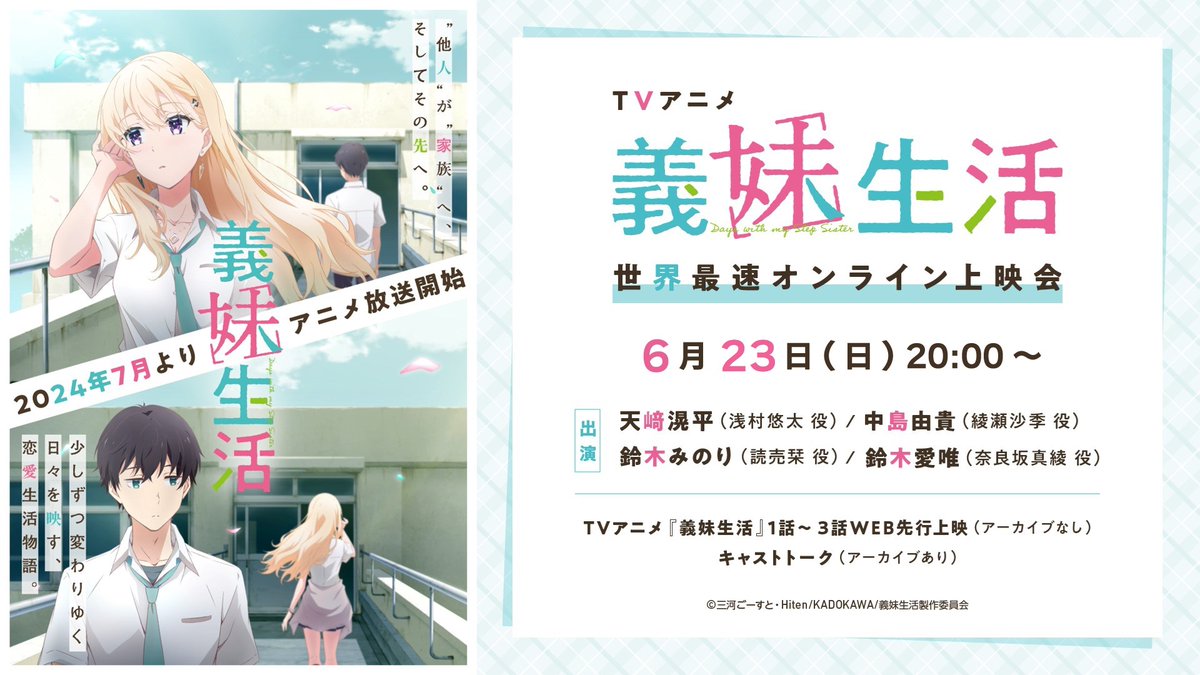 “他人“が“家族“へ、
そしてその先へ。
2024年7月より
義妹生活
Days with my Step Sister
アニメ放送開始
少しずつ変わりゆく
日々を映す、
恋愛生活物語。
TVアニメ
義妹生活
Days with my Step Sister
世界最速オンライン上映会
6月23日(日) 20:00～
出演
天﨑滉平(浅村悠太 役) / 中島由貴(綾瀬沙季 役)
鈴木みのり(読売栞 役) / 鈴木愛唯(奈良坂真綾 役)
TVアニメ『義妹生活』1話～3話WEB先行上映(アーカイブなし)
キャストトーク(アーカイブあり)
©三河ごーすと・Hiten/KADOKAWA/義妹生活製作委員会